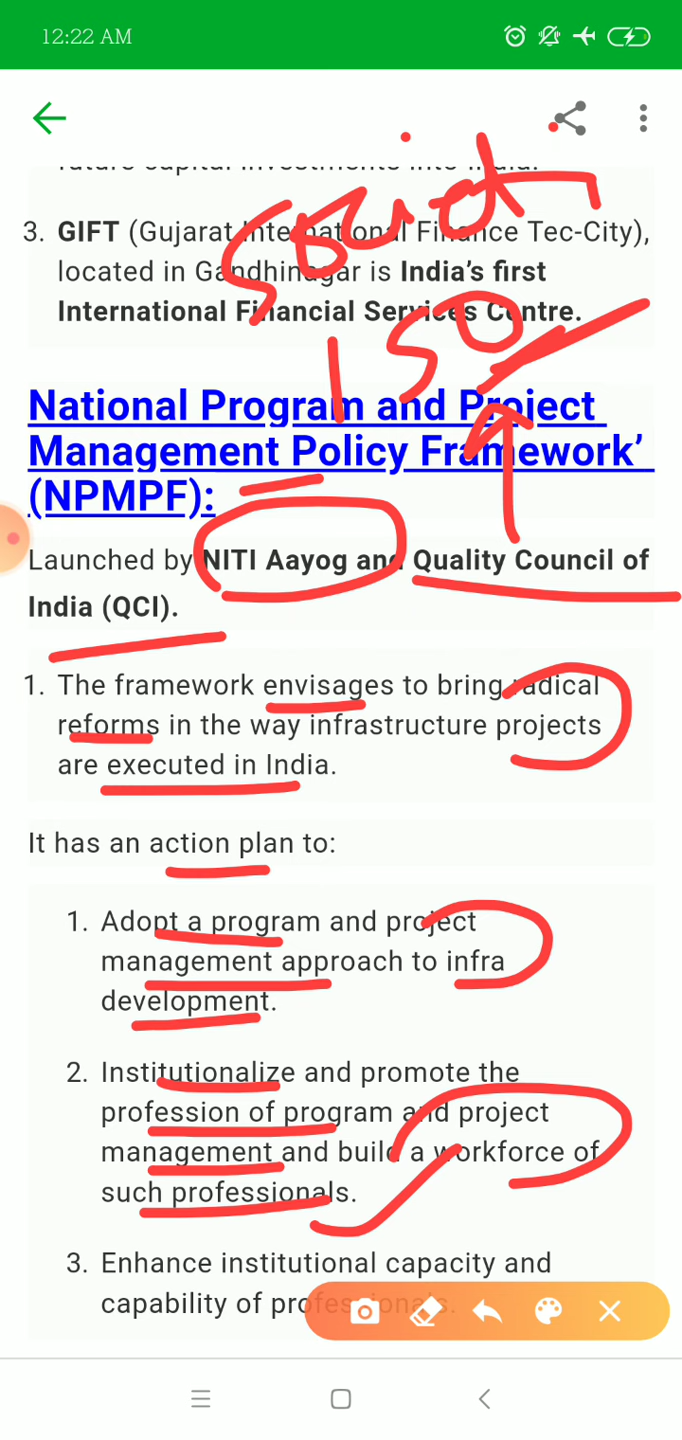 12:22 AM
3. GIFT (Gujarat International Finance Tec-City),
located in Gandhinagar is India's first
International Financial Services Centre.
Societ
150
National Program and Project
Management Policy Framework'
(NPMPF):
Launched by NITI Aayog and Quality Council of
India (QCI).
1. The framework envisages to bring radical
reforms in the way infrastructure projects
are executed in India.
It has an action plan to:
1. Adopt a program and project
management approach to infra
development.
2. Institutionalize and promote the
profession of program and project
management and build a workforce of
such professionals.
3. Enhance institutional capacity and
capability of professionals.